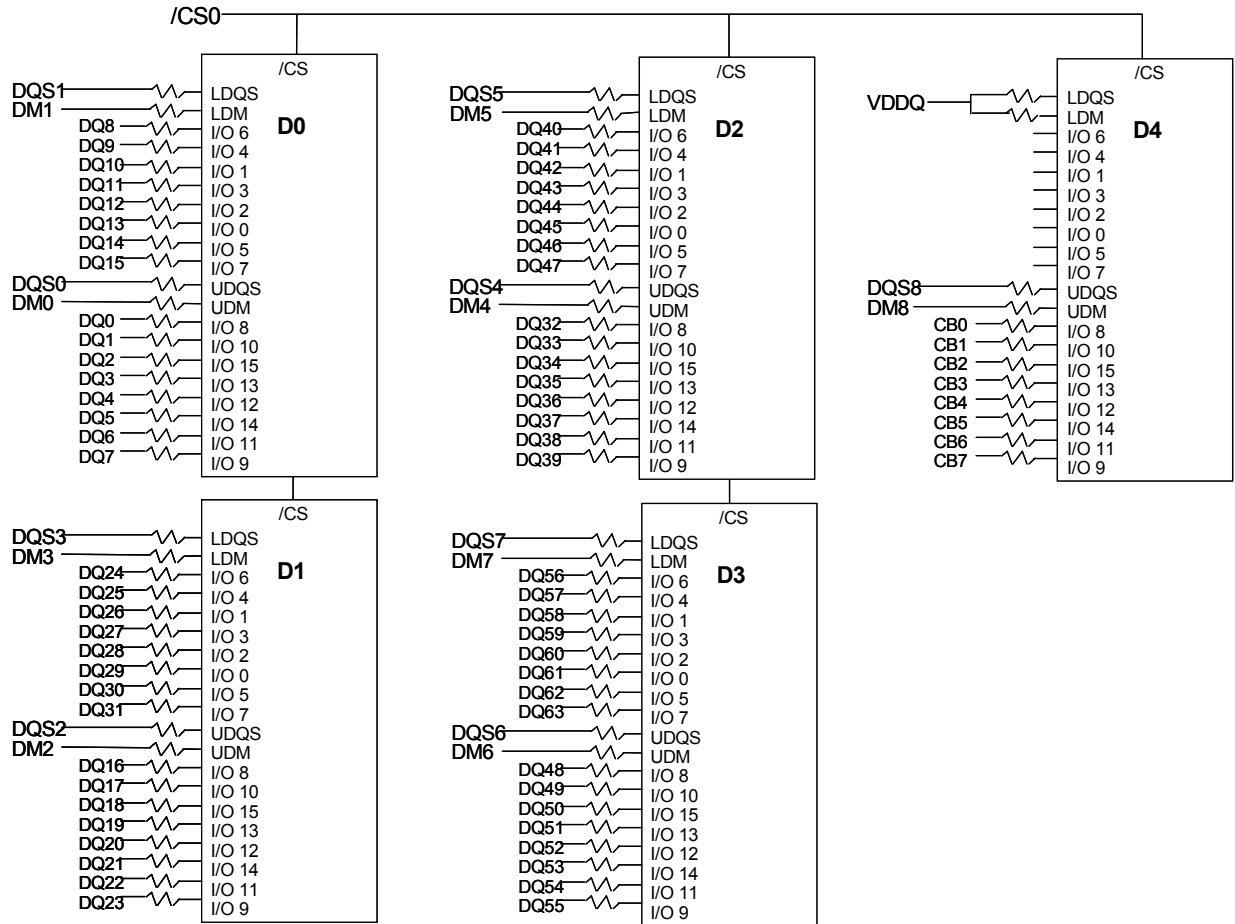 /CS0
/CS
DQS1 LDQS
DM1 LDM
D0
DQ8 I/O 6
DQ9 I/O 4
DQ10 I/O 1
DQ11 I/O 3
DQ12 I/O 2
DQ13 I/O 0
DQ14 I/O 5
DQ15 I/O 7
DQS0 UDQS
DM0 UDM
DQ0 I/O 8
DQ1 I/O 10
DQ2 I/O 15
DQ3 I/O 13
DQ4 I/O 12
DQ5 I/O 14
DQ6 I/O 11
DQ7 I/O 9
/CS
DQS3 LDQS
DM3 LDM
D1
DQ24 I/O 6
DQ25 I/O 4
DQ26 I/O 1
DQ27 I/O 3
DQ28 I/O 2
DQ29 I/O 0
DQ30 I/O 5
DQ31 I/O 7
DQS2 UDQS
DM2 UDM
DQ16 I/O 8
DQ17 I/O 10
DQ18 I/O 15
DQ19 I/O 13
DQ20 I/O 12
DQ21 I/O 14
DQ22 I/O 11
DQ23 I/O 9
/CS
DQS5 LDQS
DM5 LDM
D2
DQ40 I/O 6
DQ41 I/O 4
DQ42 I/O 1
DQ43 I/O 3
DQ44 I/O 2
DQ45 I/O 0
DQ46 I/O 5
DQ47 I/O 7
DQS4 UDQS
DM4 UDM
DQ32 I/O 8
DQ33 I/O 10
DQ34 I/O 15
DQ35 I/O 13
DQ36 I/O 12
DQ37 I/O 14
DQ38 I/O 11
DQ39 I/O 9
/CS
DQS7 LDQS
DM7 LDM
D3
DQ56 I/O 6
DQ57 I/O 4
DQ58 I/O 1
DQ59 I/O 3
DQ60 I/O 2
DQ61 I/O 0
DQ62 I/O 5
DQ63 I/O 7
DQS6 UDQS
DM6 UDM
DQ48 I/O 8
DQ49 I/O 10
DQ50 I/O 15
DQ51 I/O 13
DQ52 I/O 12
DQ53 I/O 14
DQ54 I/O 11
DQ55 I/O 9
/CS
VDDQ LDQS
LDM
D4
I/O 6
I/O 4
I/O 1
I/O 3
I/O 2
I/O 0
I/O 5
I/O 7
DQS8 UDQS
DM8 UDM
CB0 I/O 8
CB1 I/O 10
CB2 I/O 15
CB3 I/O 13
CB4 I/O 12
CB5 I/O 14
CB6 I/O 11
CB7 I/O 9